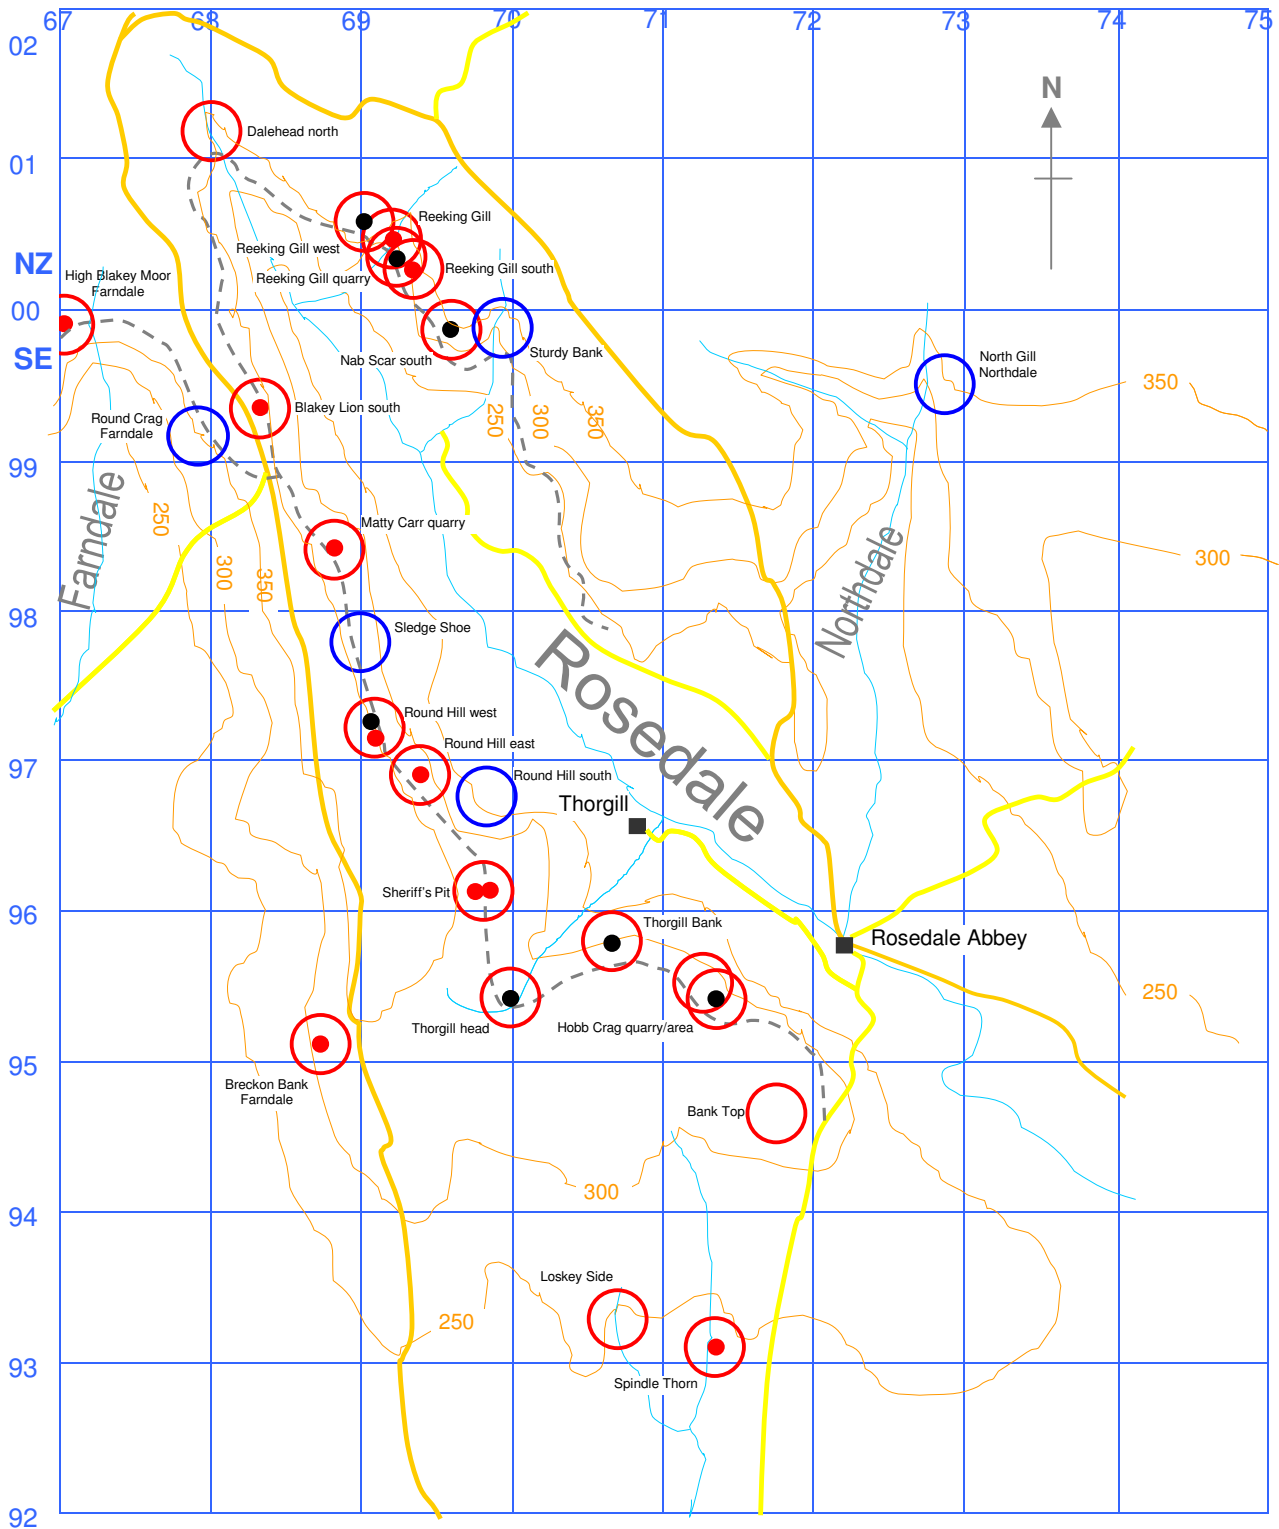 67 68 69 70 71 72 73 74 75
02
N
Dalehead north
01
Reeking Gill
Reeking Gill west
NZ
High Blakey Moor
Farndale
Reeking Gill quarry
Reeking Gill south
00
SE
Nab Scar south
Sturdy Bank
North Gill
Northdale
350
Blakey Lion south
Round Crag
Farndale
250
300
350
99
Farndale
250
Matty Carr quarry
Northdale
300
300
350
98
Sledge Shoe
Rosedale
Round Hill west
Round Hill east
97
Round Hill south
Thorgill
Sheriff's Pit
96
Thorgill Bank
Rosedale Abbey
250
Thorgill head
Hobb Crag quarry/area
95
Breckon Bank
Farndale
Bank Top
300
94
Loskey Side
250
93
Spindle Thorn
92